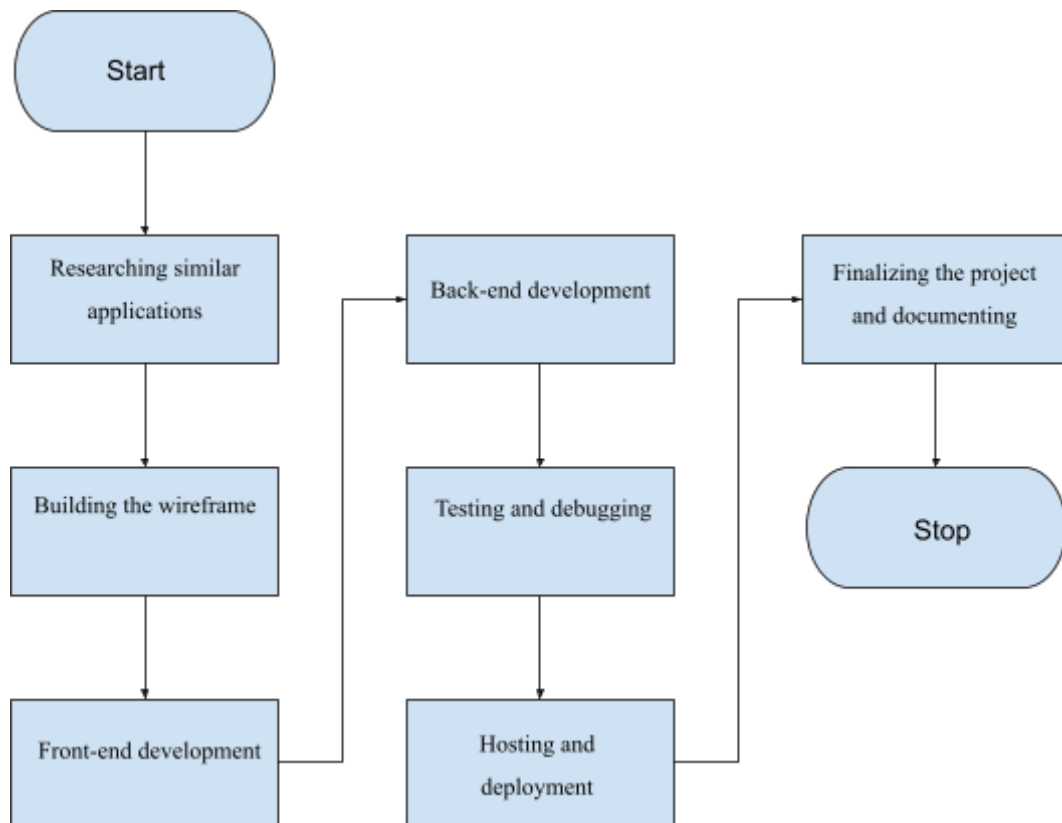 Start
Researching similar
applications
Building the wireframe
Front-end development
Back-end development
Testing and debugging
Hosting and
deployment
Finalizing the project
and documenting
Stop